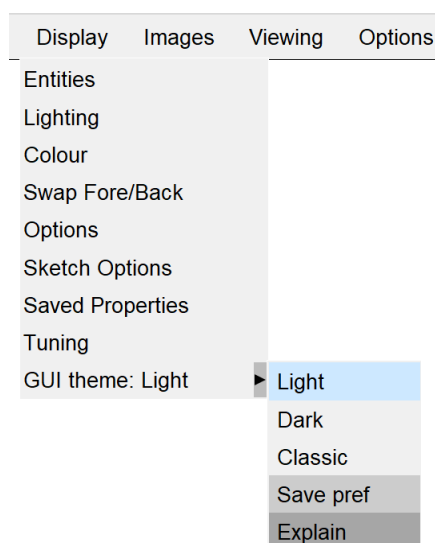 Display Images Viewing Options
Entities
Lighting
Colour
Swap Fore/Back
Options
Sketch Options
Saved Properties
Tuning
GUI theme: Light
Light
Dark
Classic
Save pref
Explain